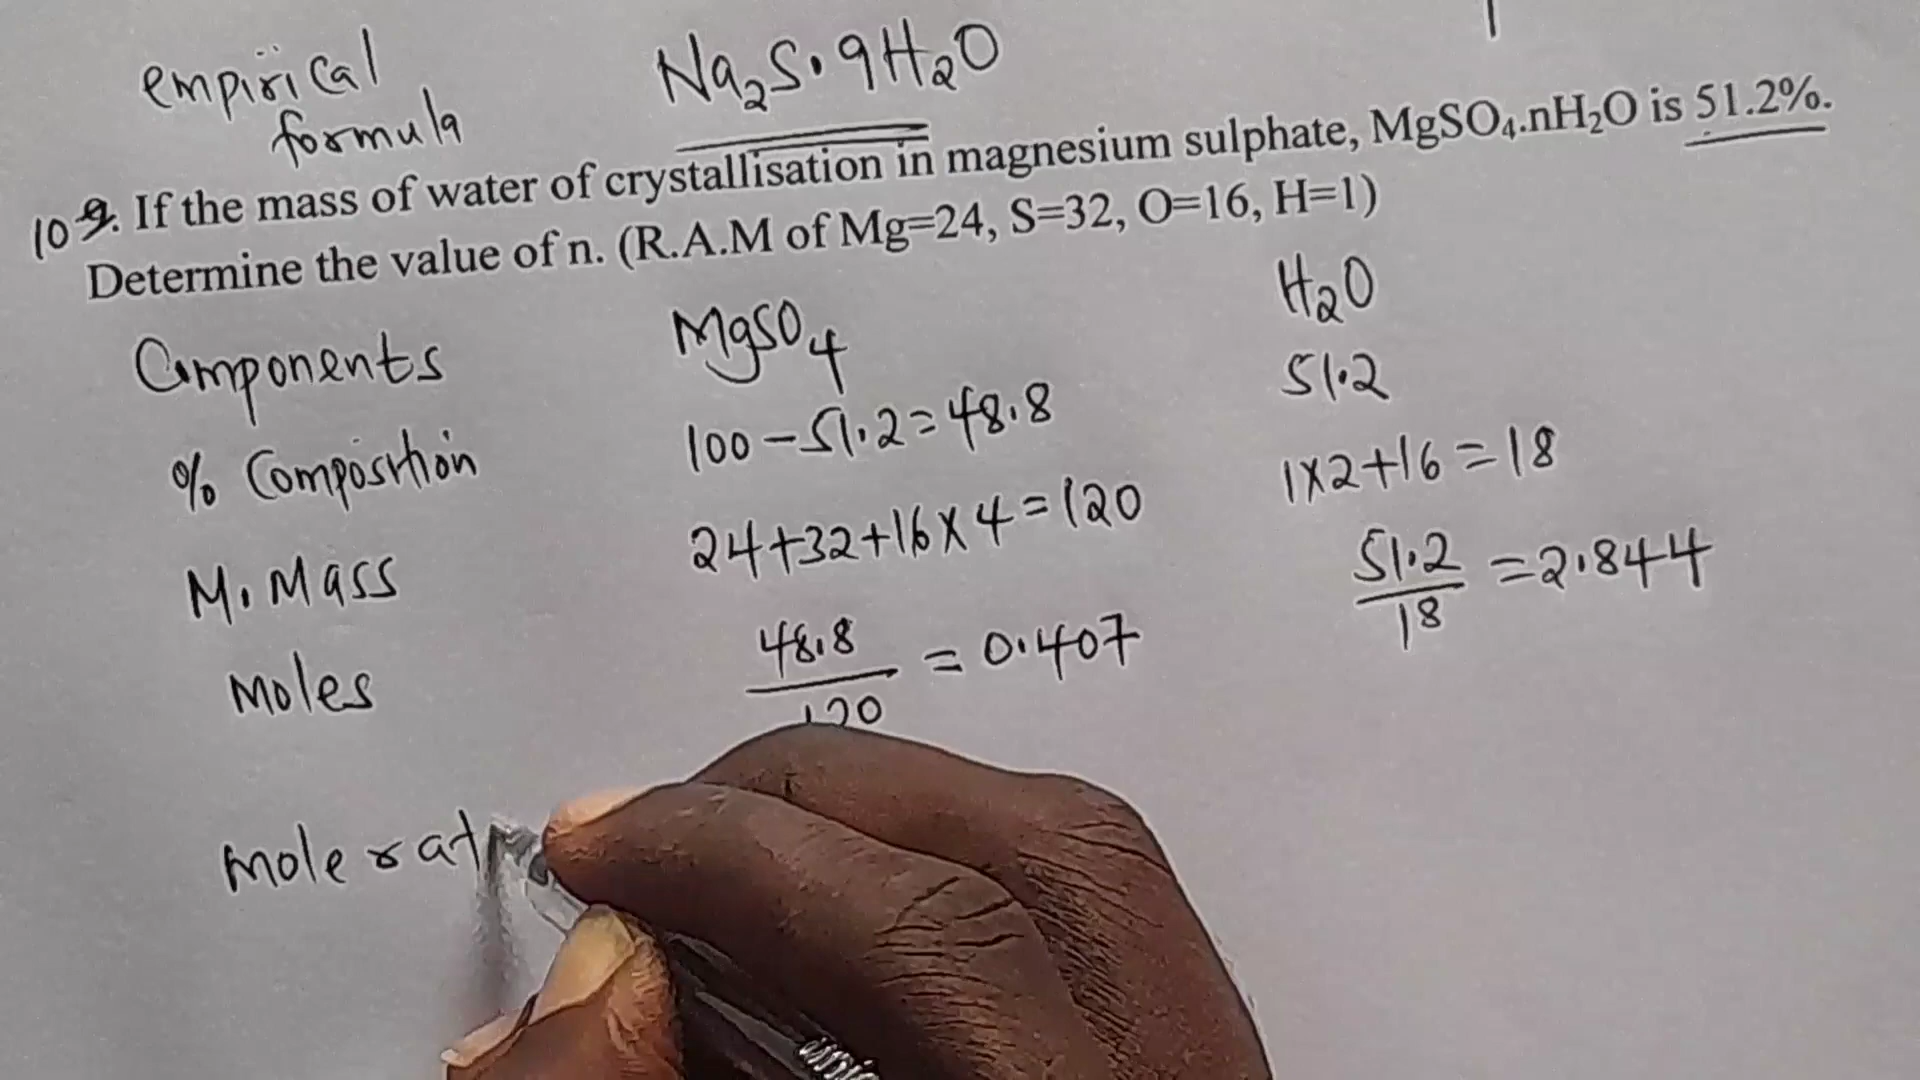 empirical Na₂S·9H₂O
formula
10 9. If the mass of water of crystallisation in magnesium sulphate, MgSO₄.nH₂O is 51.2%.
Determine the value of n. (R.A.M of Mg=24, S=32, O=16, H=1)
Components MgSO₄ H₂O
% Composition 100-51.2=48.8 51.2
M. Mass 24+32+16×4=120 1×2+16=18
Moles 48.8/120 = 0.407 51.2/18 = 2.844
mole rat